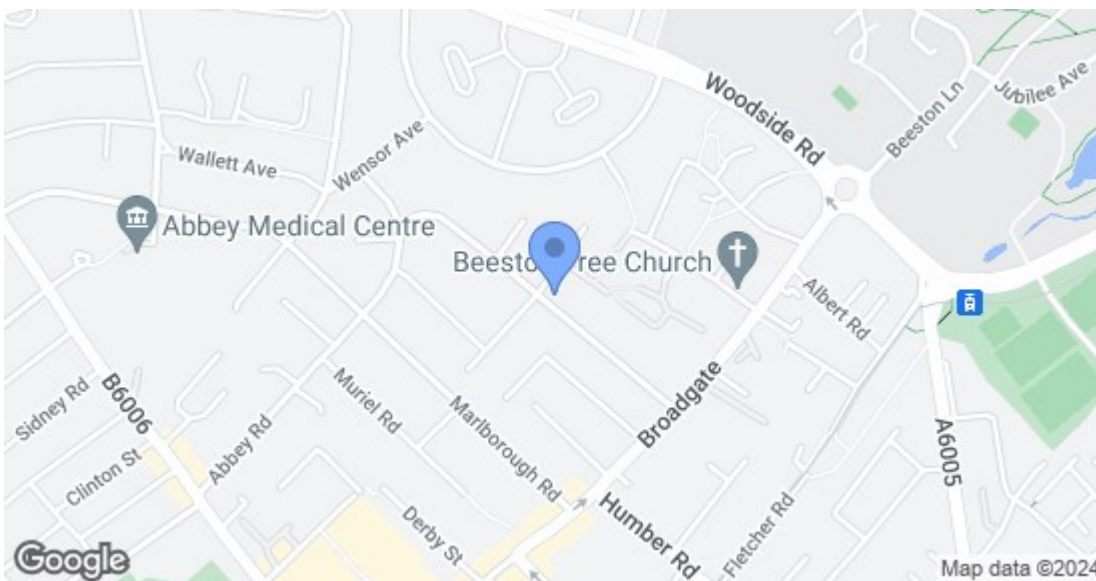 Woodside Rd
Beeston Ln
Jubilee Ave
Wallett Ave
Wensor Ave
Abbey Medical Centre
Free Church
Albert Rd
Sidney Rd
B6006
Muriel Rd
Marlborough Rd
Broadgate
A6005
Clinton St
Abbey Rd
Derby St
Humber Rd
Fletcher Rd
Google
Map data ©2024